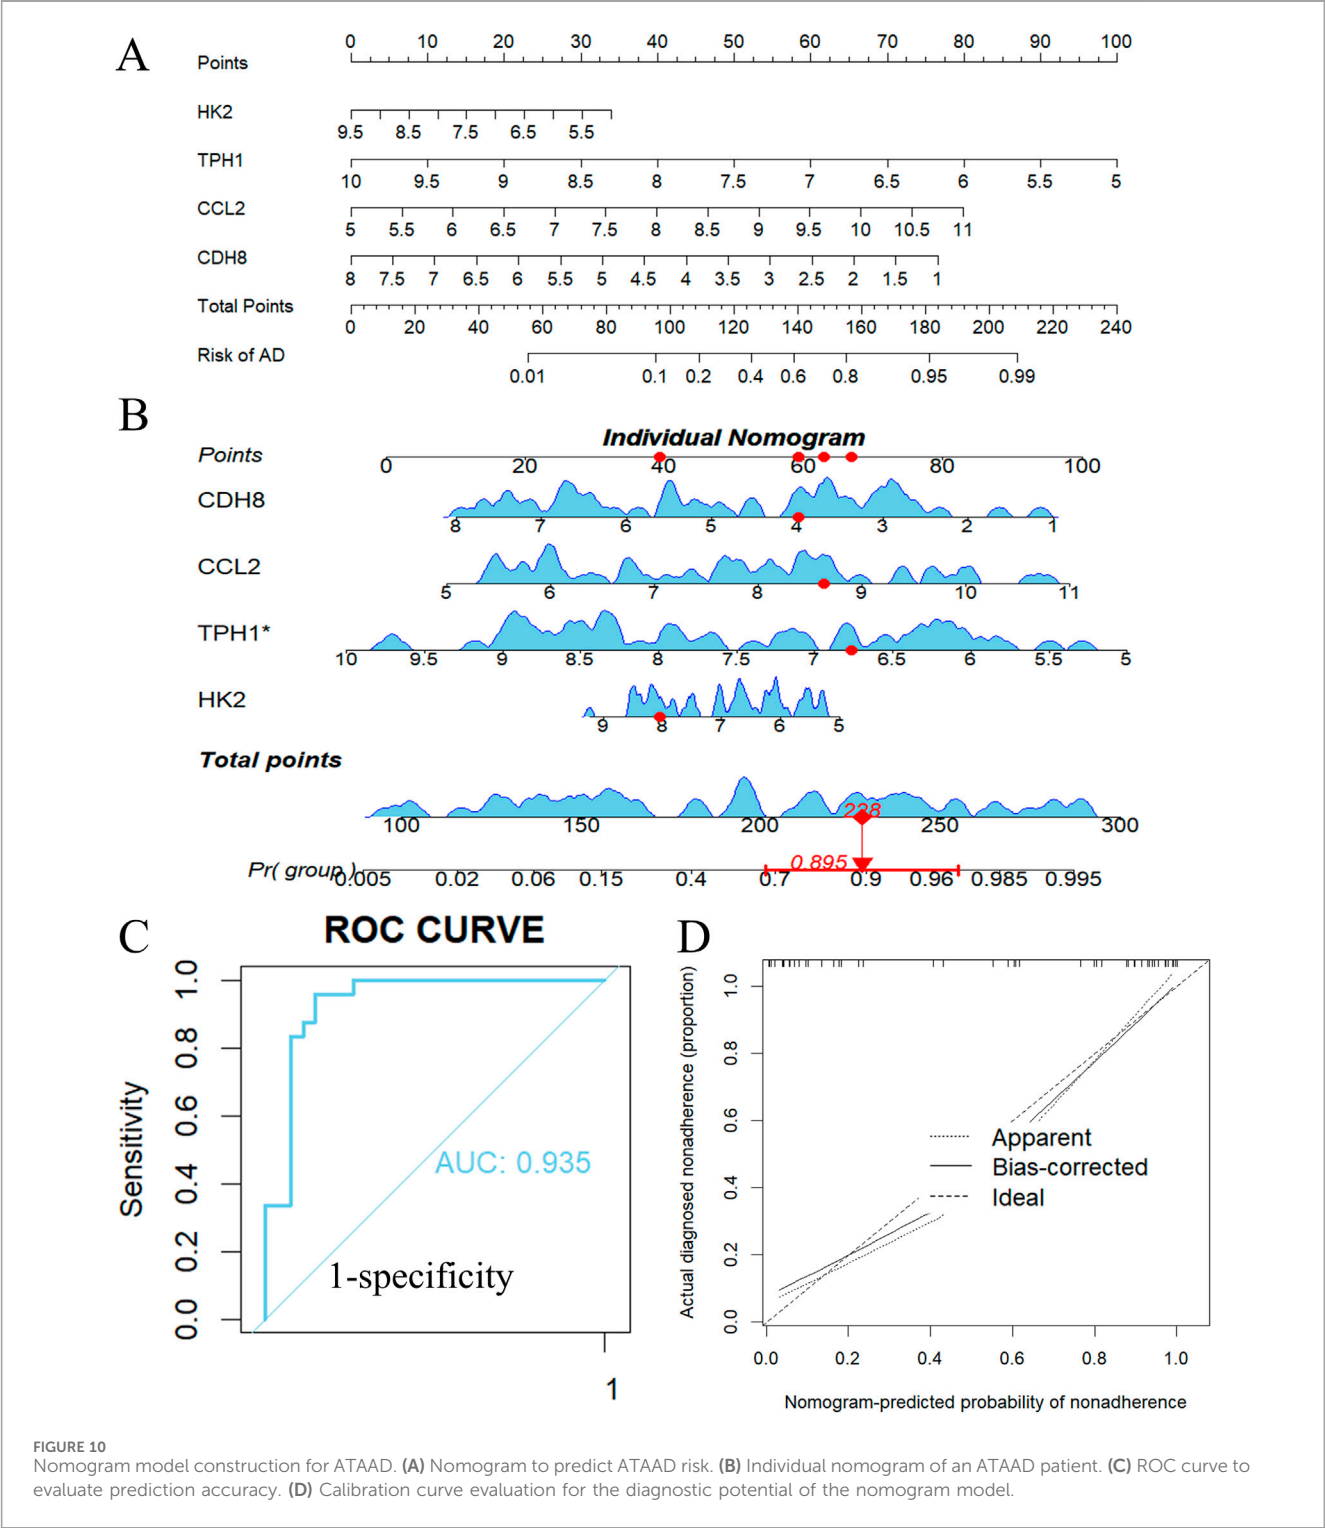 A
0 10 20 30 40 50 60 70 80 90 100
Points
HK2
9.5 8.5 7.5 6.5 5.5
TPH1
10 9.5 9 8.5 8 7.5 7 6.5 6 5.5 5
CCL2
5 5.5 6 6.5 7 7.5 8 8.5 9 9.5 10 10.5 11
CDH8
8 7.5 7 6.5 6 5.5 5 4.5 4 3.5 3 2.5 2 1.5 1
Total Points
0 20 40 60 80 100 120 140 160 180 200 220 240
Risk of AD
0.01 0.1 0.2 0.4 0.6 0.8 0.95 0.99
B
Individual Nomogram
Points
0 20 40 60 80 100
CDH8
8 7 6 5 4 3 2 1
CCL2
5 6 7 8 9 10 11
TPH1*
10 9.5 9 8.5 8 7.5 7 6.5 6 5.5 5
HK2
9 8 7 6 5
Total points
228
100 150 200 250 300
0.895
Pr( group )
0.005 0.02 0.06 0.15 0.4 0.7 0.9 0.96 0.985 0.995
C
ROC CURVE
Sensitivity
0.0 0.2 0.4 0.6 0.8 1.0
AUC: 0.935
1-specificity
1
D
Actual diagnosed nonadherence (proportion)
0.0 0.2 0.4 0.6 0.8 1.0
Apparent
Bias-corrected
Ideal
0.0 0.2 0.4 0.6 0.8 1.0
Nomogram-predicted probability of nonadherence
FIGURE 10
Nomogram model construction for ATAAD. (A) Nomogram to predict ATAAD risk. (B) Individual nomogram of an ATAAD patient. (C) ROC curve to
evaluate prediction accuracy. (D) Calibration curve evaluation for the diagnostic potential of the nomogram model.